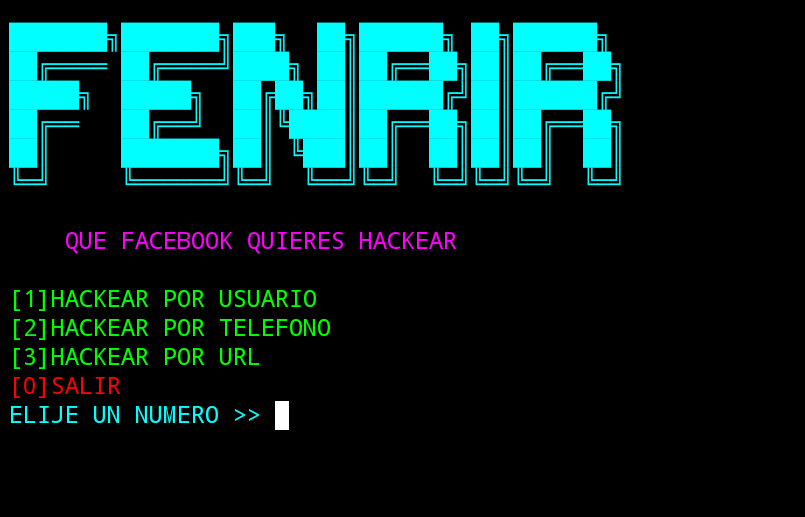 FENRIR
QUE FACEBOOK QUIERES HACKEAR
[1]HACKEAR POR USUARIO
[2]HACKEAR POR TELEFONO
[3]HACKEAR POR URL
[0]SALIR
ELIJE UN NUMERO >>